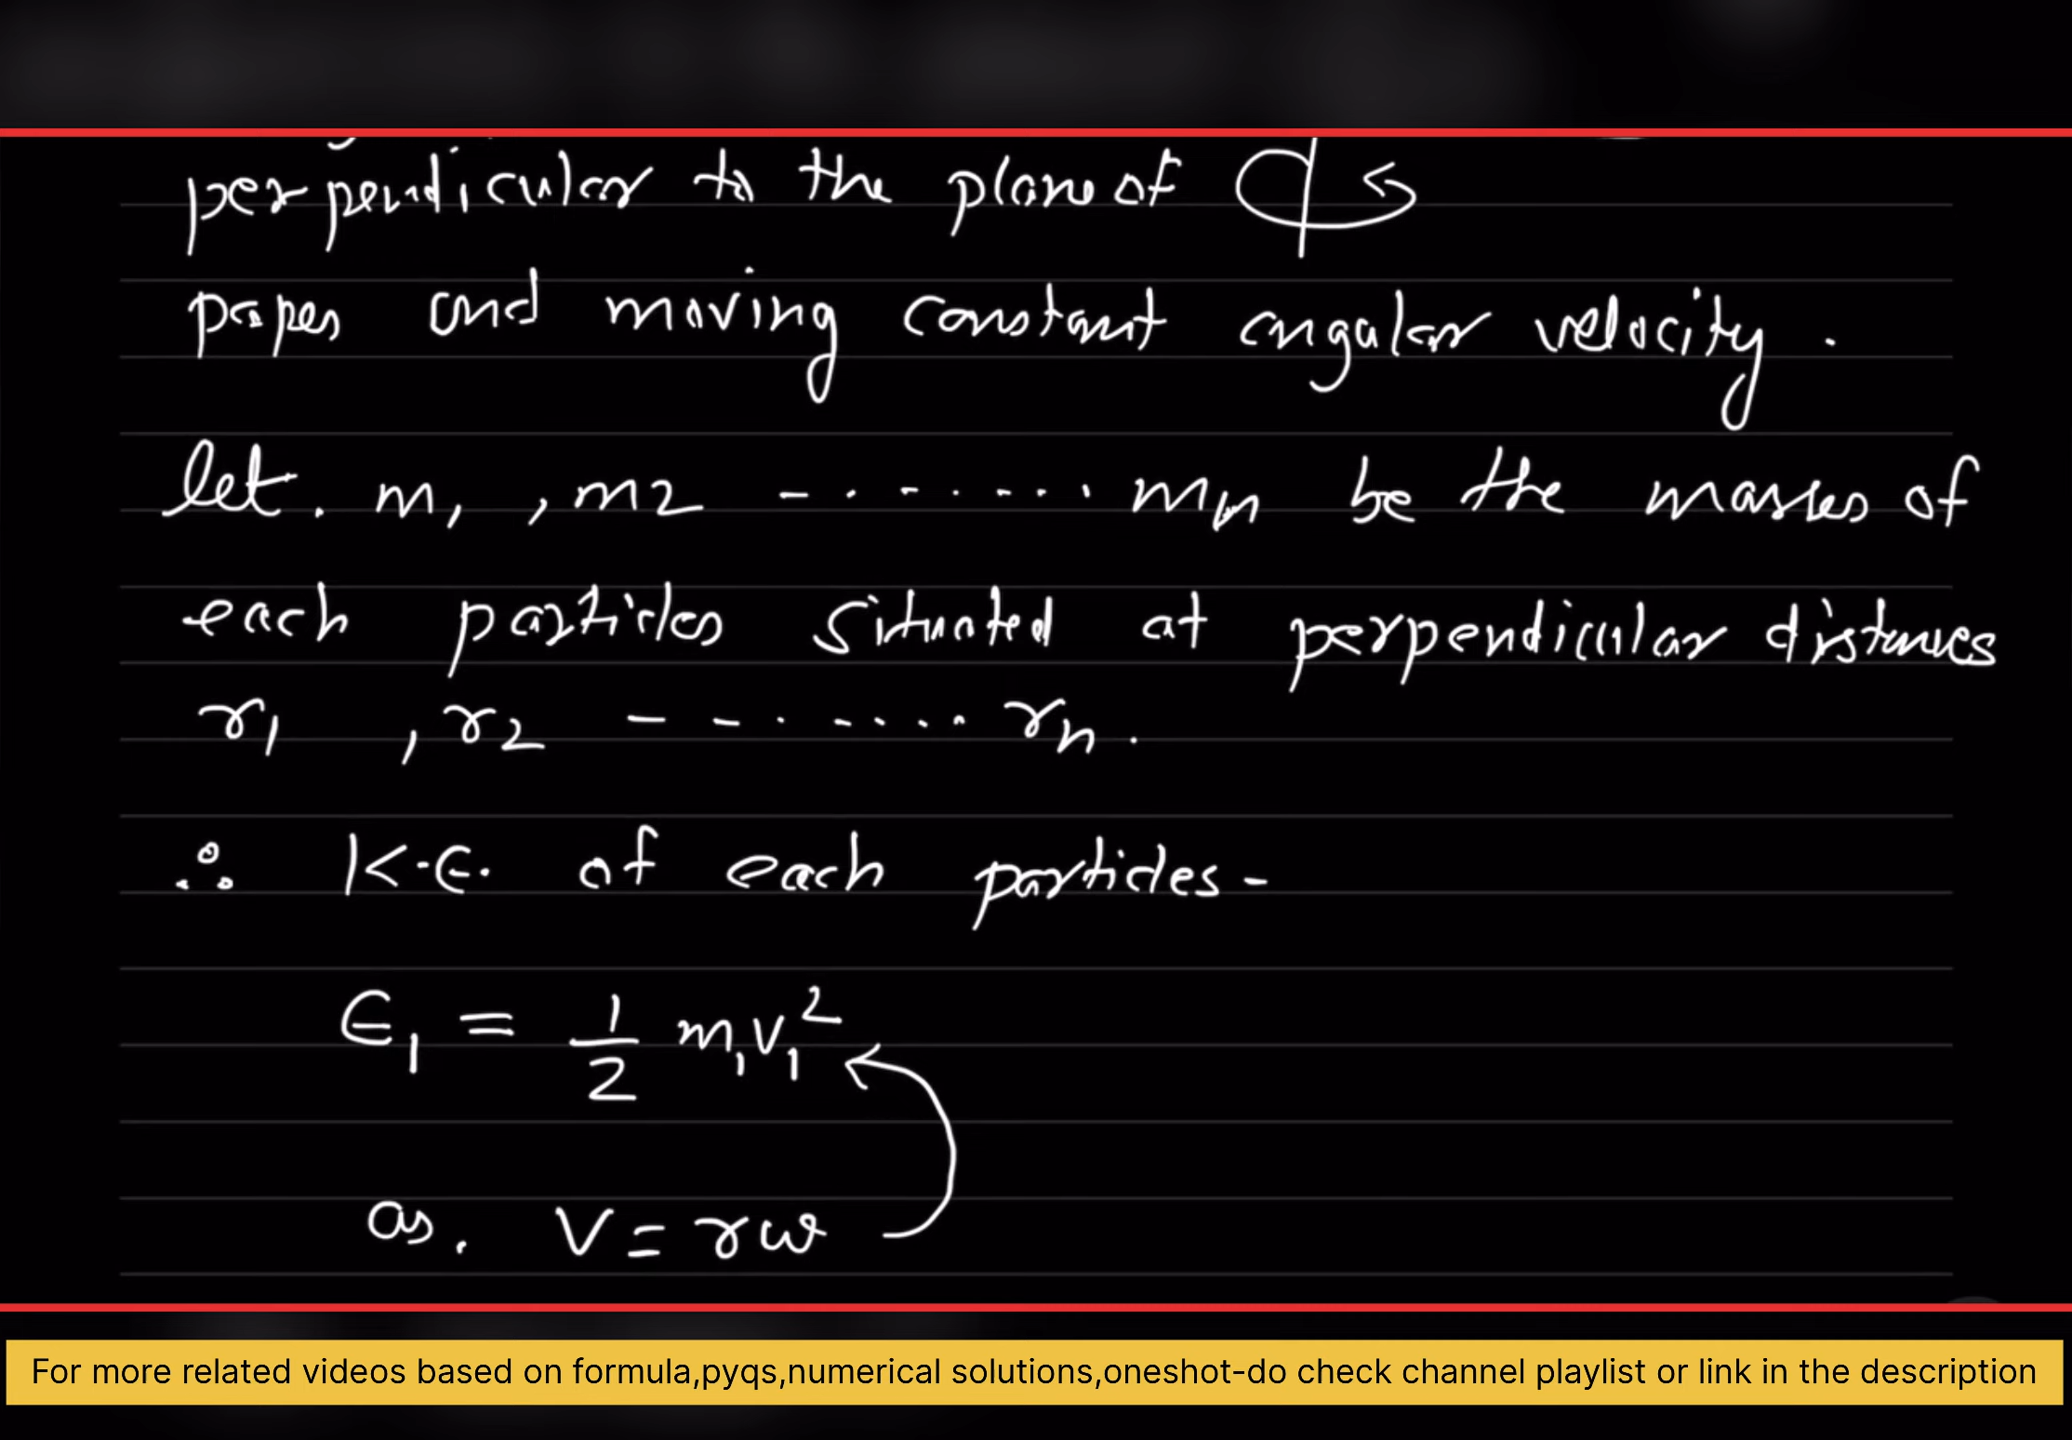 perpendicular to the plane of
paper and moving constant angular velocity.
let. m1, m2 - - - - - - - mn be the masses of
each particles situated at perpendicular distances
r1, r2 - - - - - - - - rn.
∴ K.E. of each particles -
E1 = 1/2 m1v1²
as. v = rω
For more related videos based on formula,pyqs,numerical solutions,oneshot-do check channel playlist or link in the description